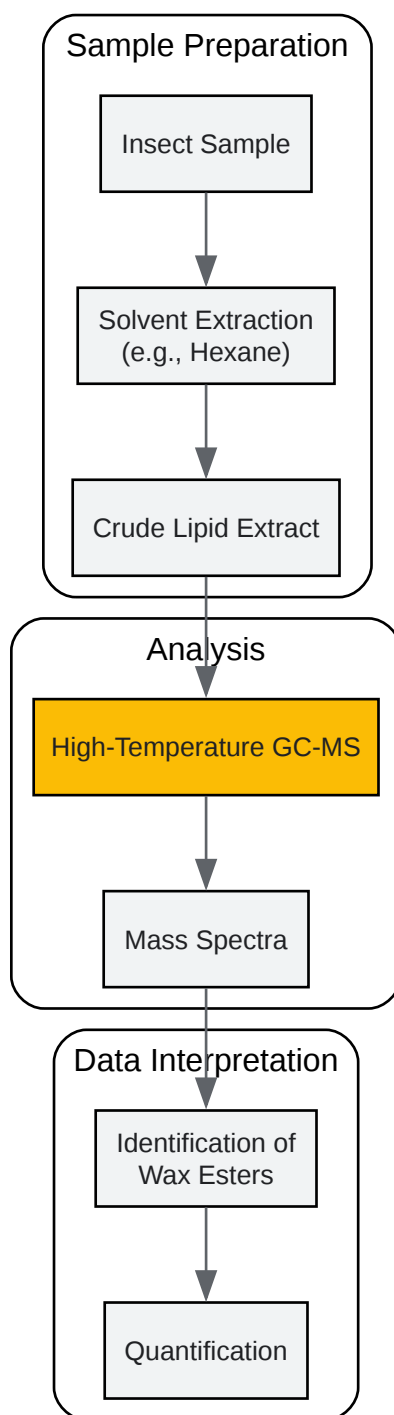 Sample Preparation
Insect Sample
Solvent Extraction
(e.g., Hexane)
Crude Lipid Extract
Analysis
High-Temperature GC-MS
Mass Spectra
Data Interpretation
Identification of
Wax Esters
Quantification